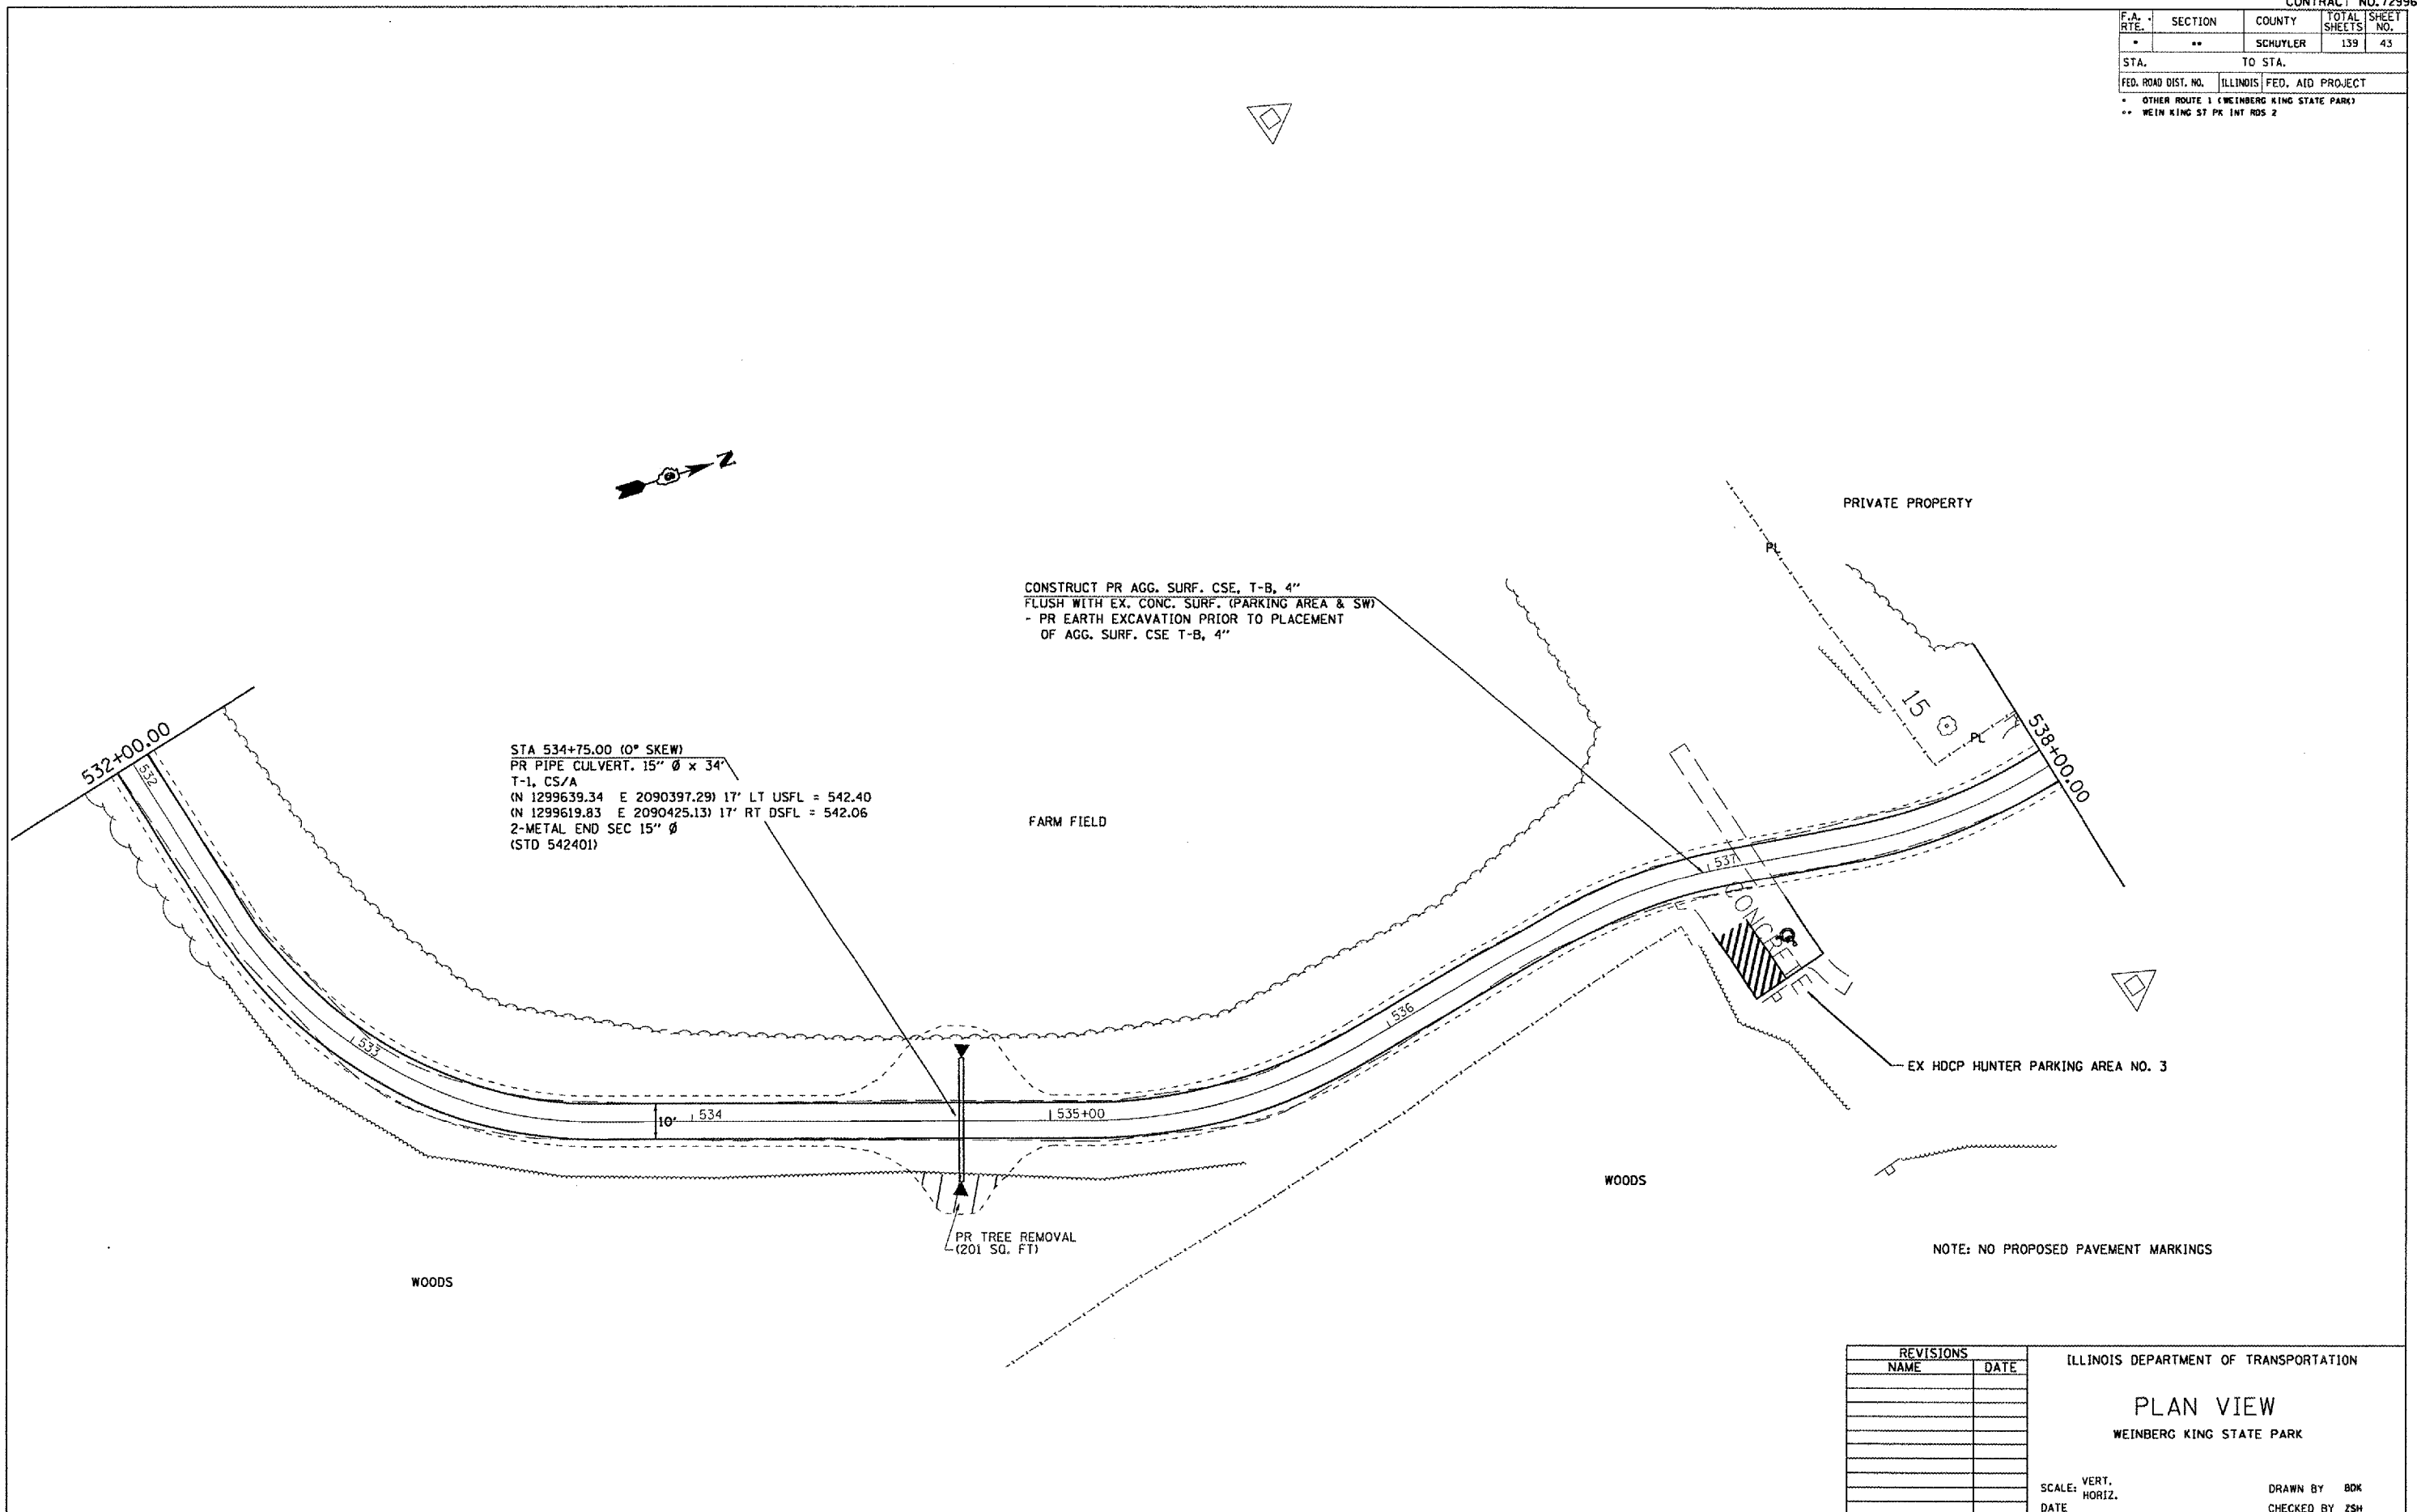 CONTRACT NO. 72996
F.A. RTE. SECTION COUNTY TOTAL SHEETS SHEET NO.
* ** SCHUYLER 139 43
STA. TO STA.
FED. ROAD DIST. NO. ILLINOIS FED. AID PROJECT
* OTHER ROUTE 1 (WEINBERG KING STATE PARK)
** WEIN KING ST PK INT RDS 2
N
PRIVATE PROPERTY
PL
CONSTRUCT PR AGG. SURF. CSE, T-B, 4"
FLUSH WITH EX. CONC. SURF. (PARKING AREA & SW)
- PR EARTH EXCAVATION PRIOR TO PLACEMENT
OF AGG. SURF. CSE T-B, 4"
15
PL
538+00.00
532+00.00
532
STA 534+75.00 (0° SKEW)
PR PIPE CULVERT. 15" Ø x 34'
T-1, CS/A
(N 1299639.34 E 2090397.29) 17' LT USFL = 542.40
(N 1299619.83 E 2090425.13) 17' RT DSFL = 542.06
2-METAL END SEC 15" Ø
(STD 542401)
FARM FIELD
537
CONCRETE
536
533
534
535+00
10'
EX HDCP HUNTER PARKING AREA NO. 3
WOODS
PR TREE REMOVAL
(201 SQ. FT)
NOTE: NO PROPOSED PAVEMENT MARKINGS
WOODS
REVISIONS
NAME DATE
ILLINOIS DEPARTMENT OF TRANSPORTATION
PLAN VIEW
WEINBERG KING STATE PARK
SCALE: VERT.
HORIZ.
DRAWN BY BDK
DATE
CHECKED BY ZSH